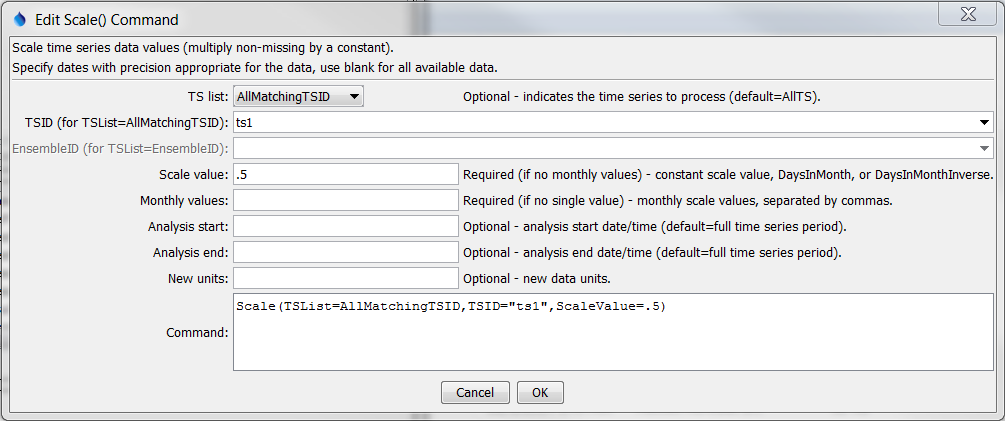 Edit Scale() Command
Scale time series data values (multiply non-missing by a constant).
Specify dates with precision appropriate for the data, use blank for all available data.
TS list: AllMatchingTSID Optional - indicates the time series to process (default=AllTS).
TSID (for TSList=AllMatchingTSID): ts1
EnsembleID (for TSList=EnsembleID):
Scale value: .5 Required (if no monthly values) - constant scale value, DaysInMonth, or DaysInMonthInverse.
Monthly values: Required (if no single value) - monthly scale values, separated by commas.
Analysis start: Optional - analysis start date/time (default=full time series period).
Analysis end: Optional - analysis end date/time (default=full time series period).
New units: Optional - new data units.
Command: Scale(TSList=AllMatchingTSID,TSID="ts1",ScaleValue=.5)
Cancel OK